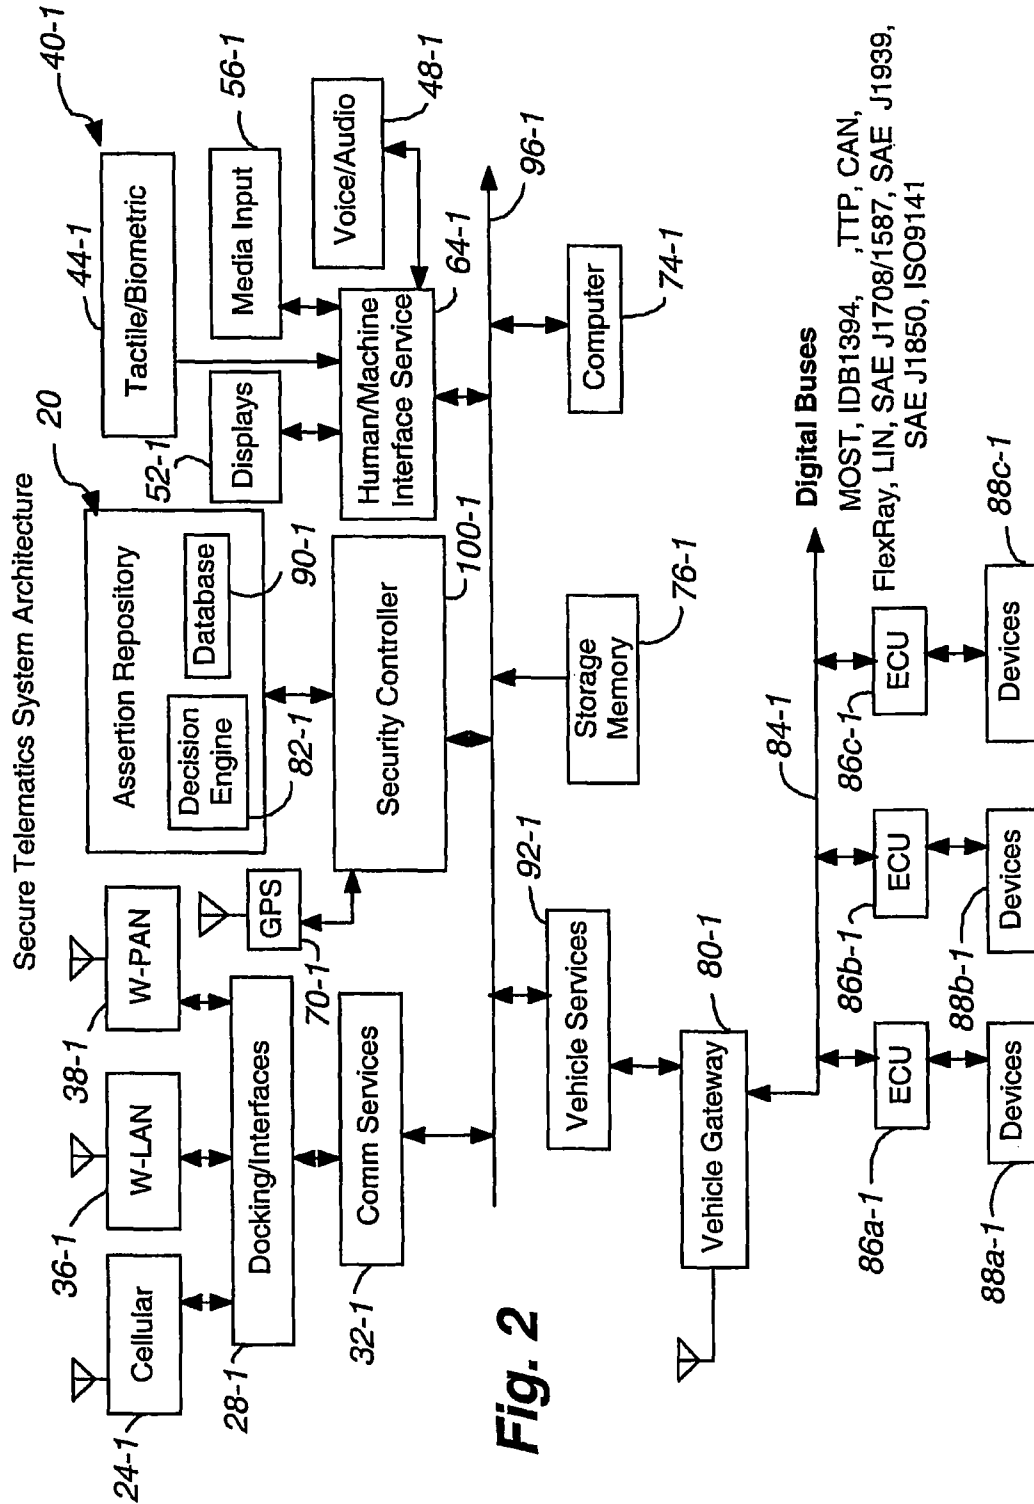 Secure Telematics System Architecture
24-1
Cellular
36-1
W-LAN
38-1
W-PAN
28-1
Docking/Interfaces
32-1
Comm Services
GPS
70-1
Assertion Repository
20
Decision
Engine
82-1
Database
90-1
Security Controller
100-1
40-1
44-1
Tactile/Biometric
52-1
Displays
Media Input
56-1
Voice/Audio
48-1
Human/Machine
Interface Service
64-1
96-1
Vehicle Services
92-1
Storage
Memory
76-1
Computer
74-1
Vehicle Gateway
80-1
84-1
Digital Buses
MOST, IDB1394, ,TTP, CAN,
FlexRay, LIN, SAE J1708/1587, SAE J1939,
SAE J1850, ISO9141
86a-1
ECU
86b-1
ECU
86c-1
ECU
88a-1
Devices
88b-1
Devices
88c-1
Devices
Fig. 2